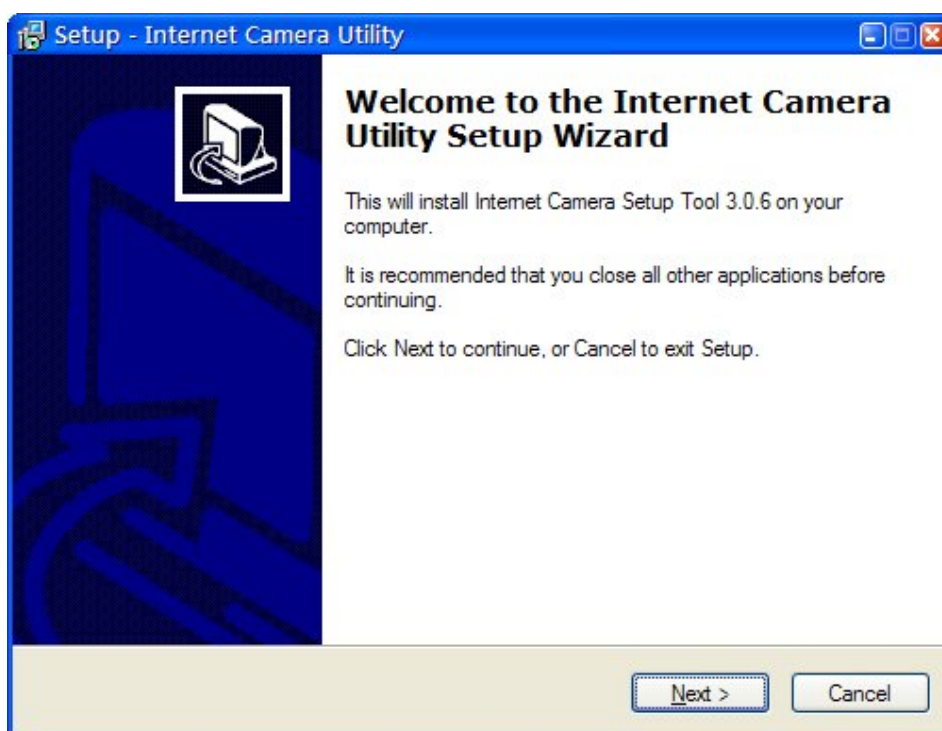 Setup - Internet Camera Utility
Welcome to the Internet Camera
Utility Setup Wizard
This will install Internet Camera Setup Tool 3.0.6 on your
computer.
It is recommended that you close all other applications before
continuing.
Click Next to continue, or Cancel to exit Setup.
Next >
Cancel